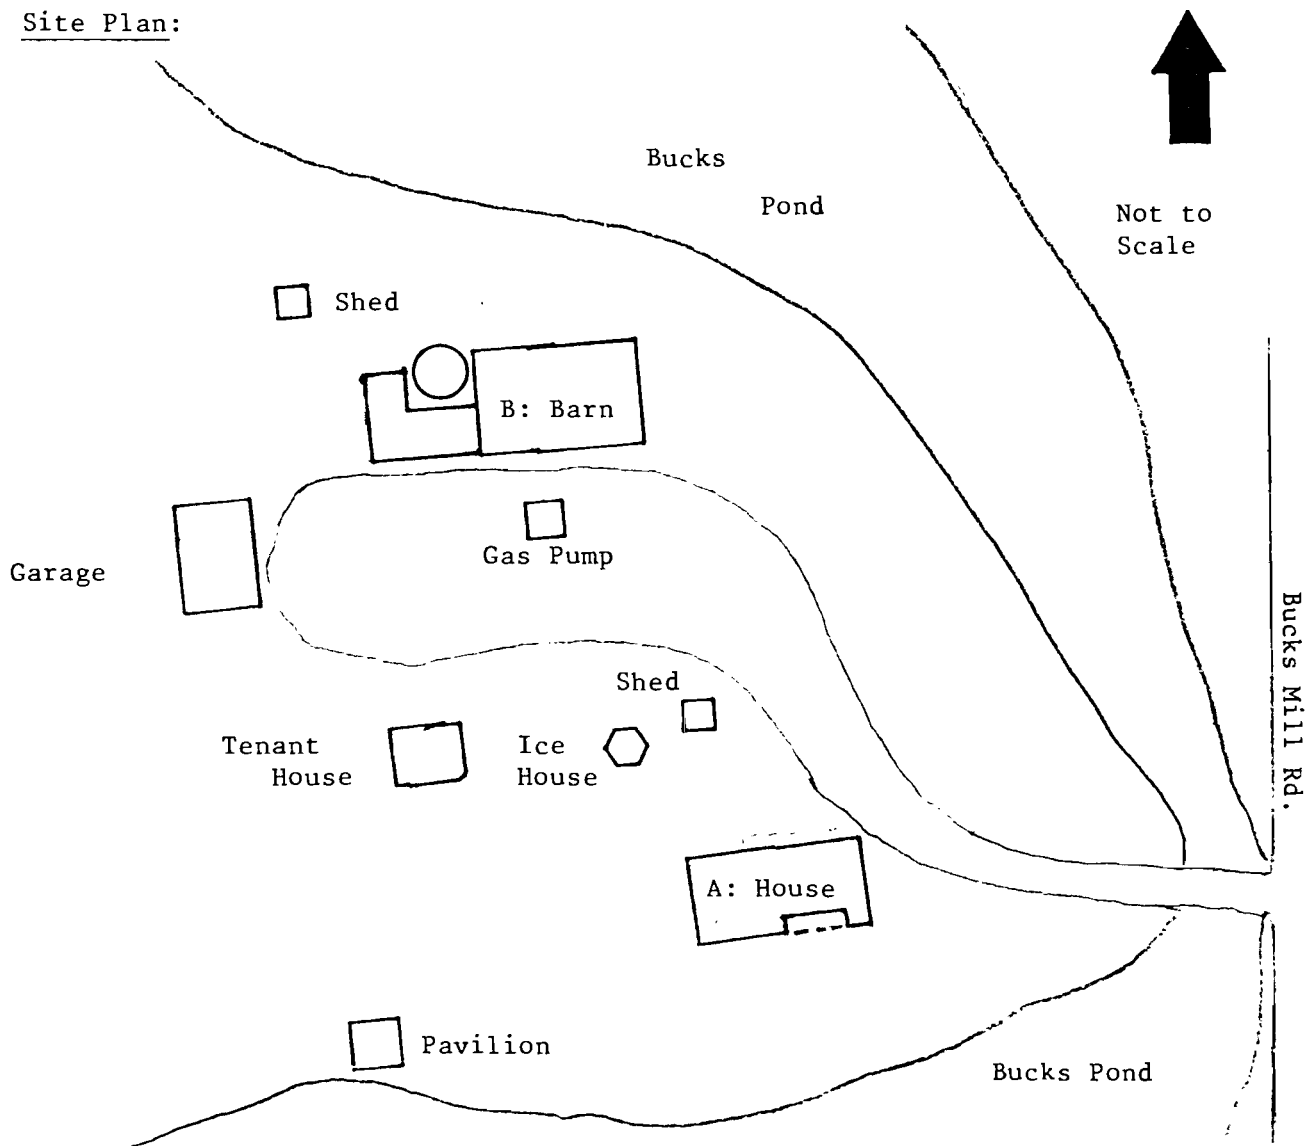 Site Plan:
Bucks
Pond
Not to
Scale
Shed
B: Barn
Gas Pump
Garage
Bucks Mill Rd.
Shed
Tenant
House
Ice
House
A: House
Pavilion
Bucks Pond